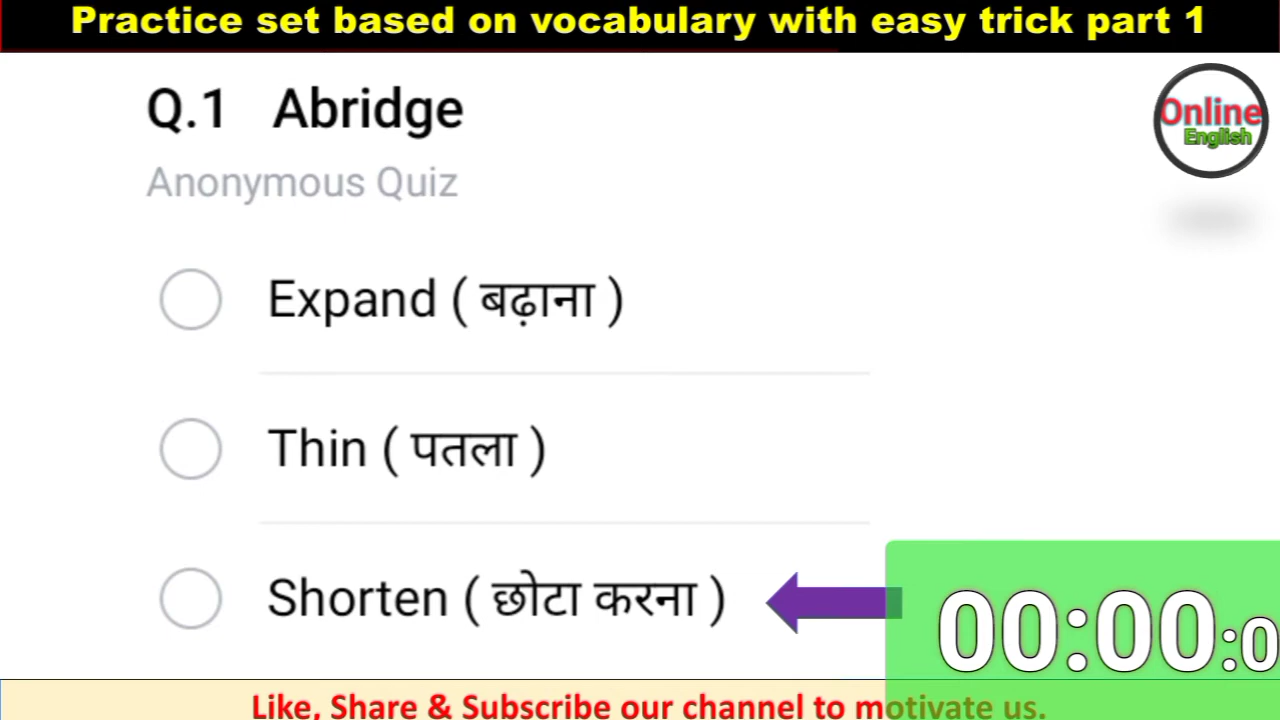 Practice set based on vocabulary with easy trick part 1
Q.1 Abridge
Online
English
Anonymous Quiz
Expand ( बढ़ाना )
Thin ( पतला )
Shorten ( छोटा करना )
00:00:0
Like, Share & Subscribe our channel to motivate us.